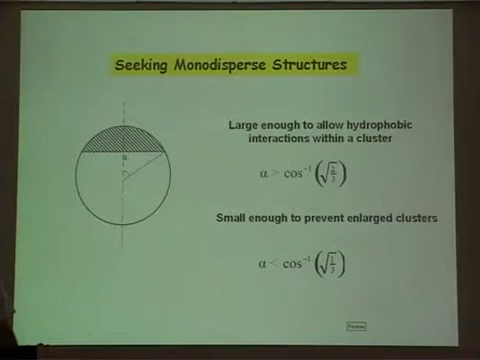 Seeking Monodisperse Structures
Large enough to allow hydrophobic
interactions within a cluster
α > cos⁻¹(√(2/3))
Small enough to prevent enlarged clusters
α < cos⁻¹(√(1/3))